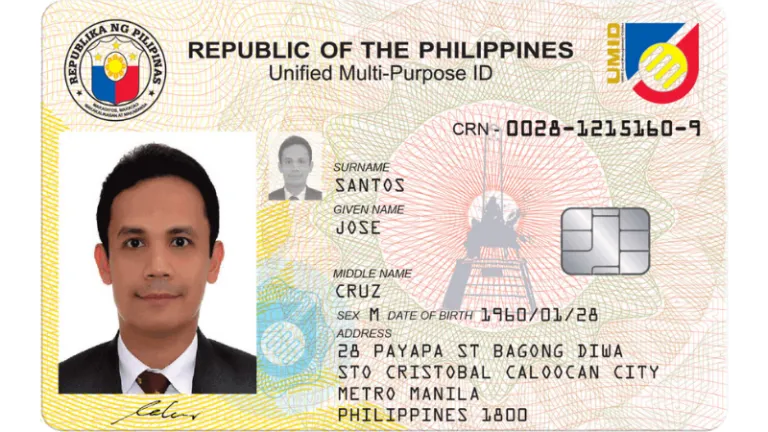 REPUBLIKA NG PILIPINAS
REPUBLIC OF THE PHILIPPINES
Unified Multi-Purpose ID
UMID
CRN - 0028-1215160-9
SURNAME
SANTOS
GIVEN NAME
JOSE
MIDDLE NAME
CRUZ
SEX M DATE OF BIRTH 1960/01/28
ADDRESS
28 PAYAPA ST BAGONG DIWA
STO CRISTOBAL CALOOCAN CITY
METRO MANILA
PHILIPPINES 1800